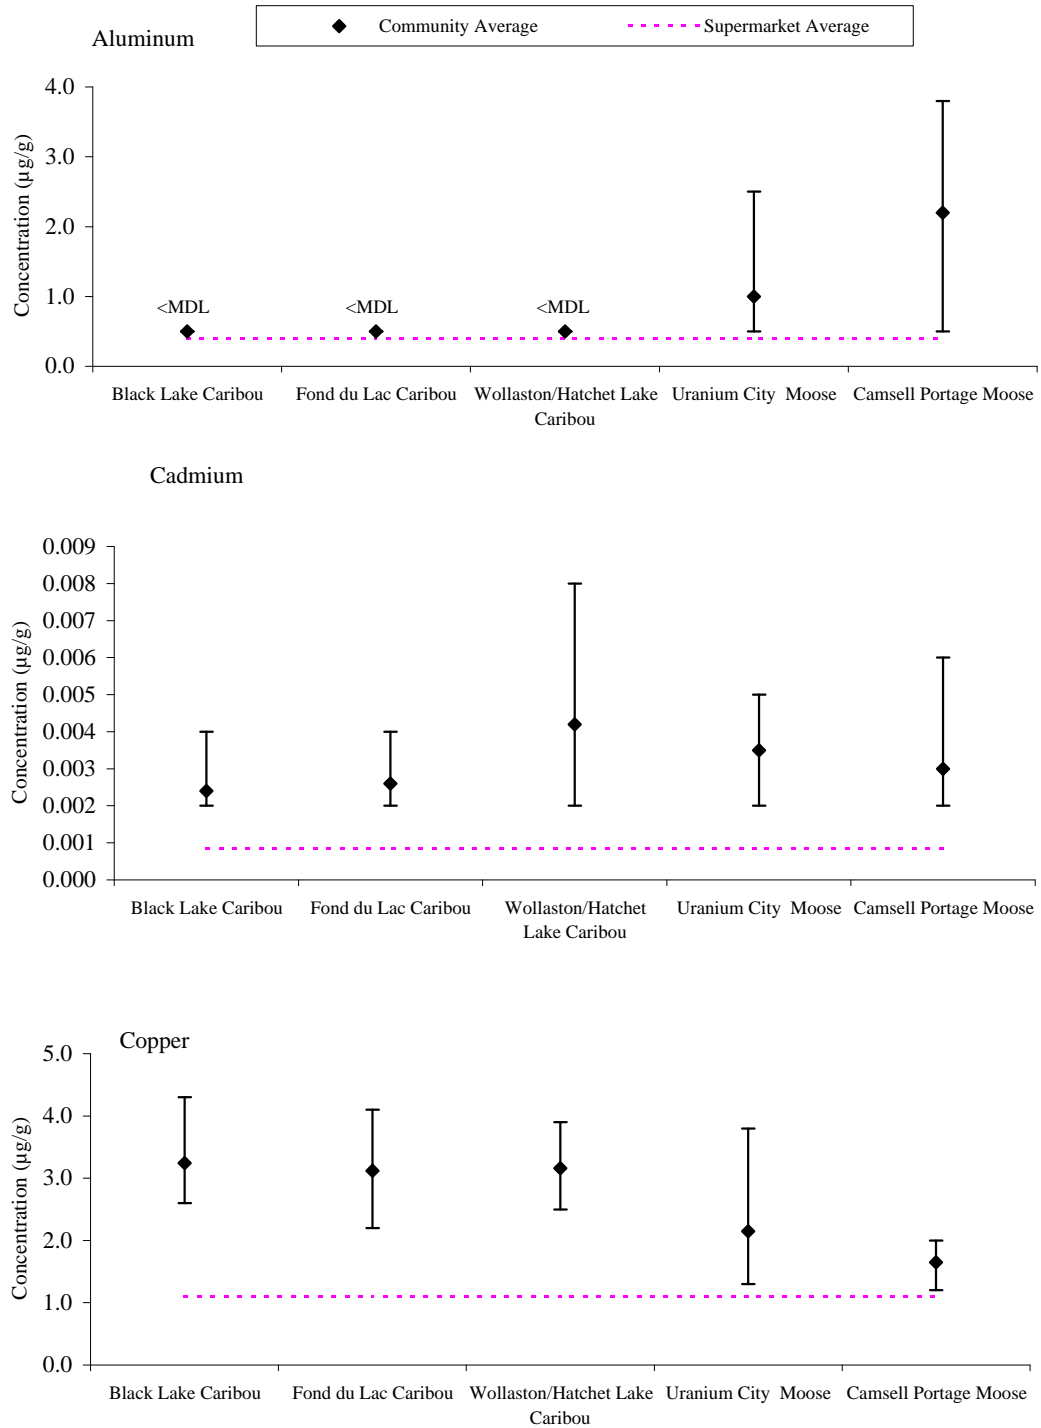 Aluminum
Community Average
Supermarket Average
Concentration (µg/g)
4.0
3.0
2.0
1.0
0.0
<MDL
<MDL
<MDL
Black Lake Caribou
Fond du Lac Caribou
Wollaston/Hatchet Lake
Caribou
Uranium City Moose
Camsell Portage Moose
Cadmium
Concentration (µg/g)
0.009
0.008
0.007
0.006
0.005
0.004
0.003
0.002
0.001
0.000
Black Lake Caribou
Fond du Lac Caribou
Wollaston/Hatchet
Lake Caribou
Uranium City Moose
Camsell Portage Moose
Copper
Concentration (µg/g)
5.0
4.0
3.0
2.0
1.0
0.0
Black Lake Caribou
Fond du Lac Caribou
Wollaston/Hatchet Lake
Caribou
Uranium City Moose
Camsell Portage Moose